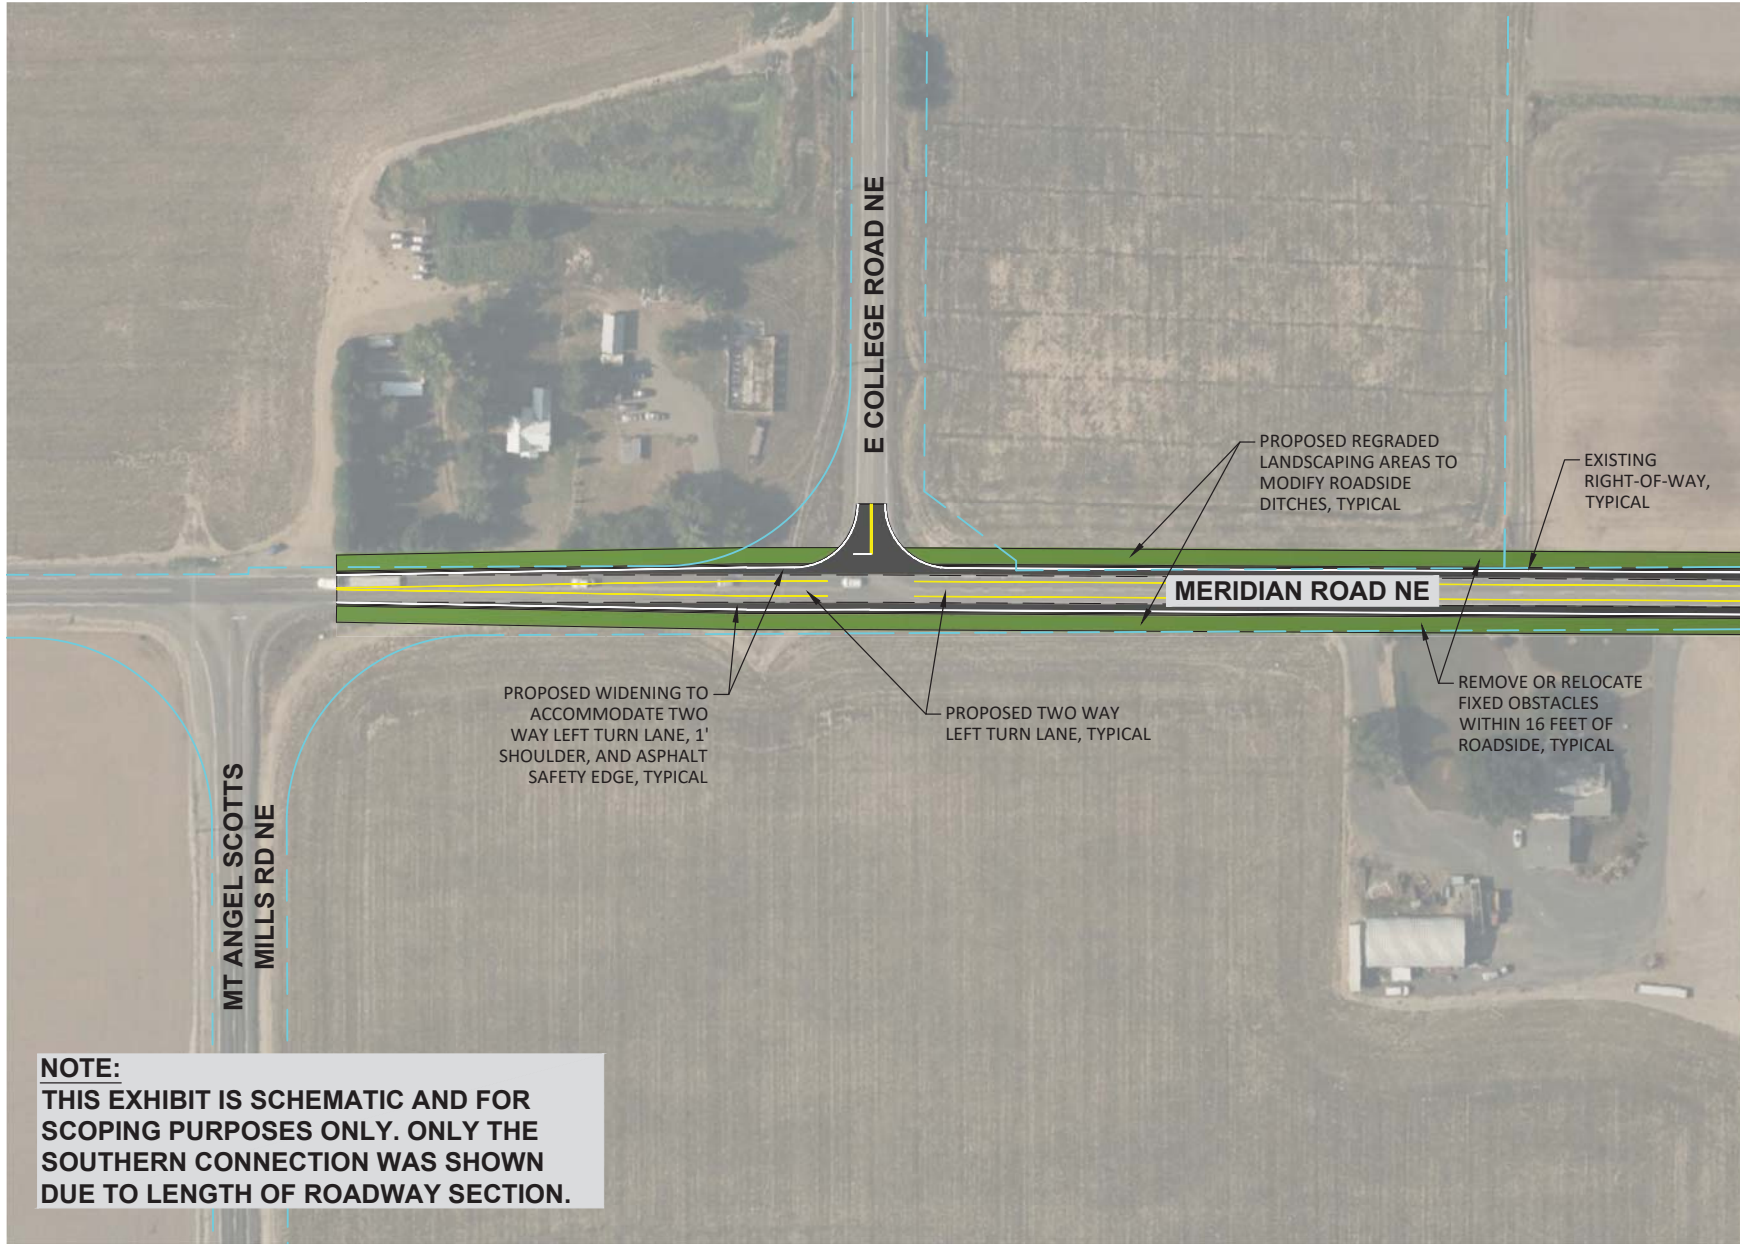 E COLLEGE ROAD NE
PROPOSED REGRADED
LANDSCAPING AREAS TO
MODIFY ROADSIDE
DITCHES, TYPICAL
EXISTING
RIGHT-OF-WAY,
TYPICAL
MERIDIAN ROAD NE
PROPOSED WIDENING TO
ACCOMMODATE TWO
WAY LEFT TURN LANE, 1'
SHOULDER, AND ASPHALT
SAFETY EDGE, TYPICAL
PROPOSED TWO WAY
LEFT TURN LANE, TYPICAL
REMOVE OR RELOCATE
FIXED OBSTACLES
WITHIN 16 FEET OF
ROADSIDE, TYPICAL
MT ANGEL SCOTTS
MILLS RD NE
NOTE:
THIS EXHIBIT IS SCHEMATIC AND FOR
SCOPING PURPOSES ONLY. ONLY THE
SOUTHERN CONNECTION WAS SHOWN
DUE TO LENGTH OF ROADWAY SECTION.